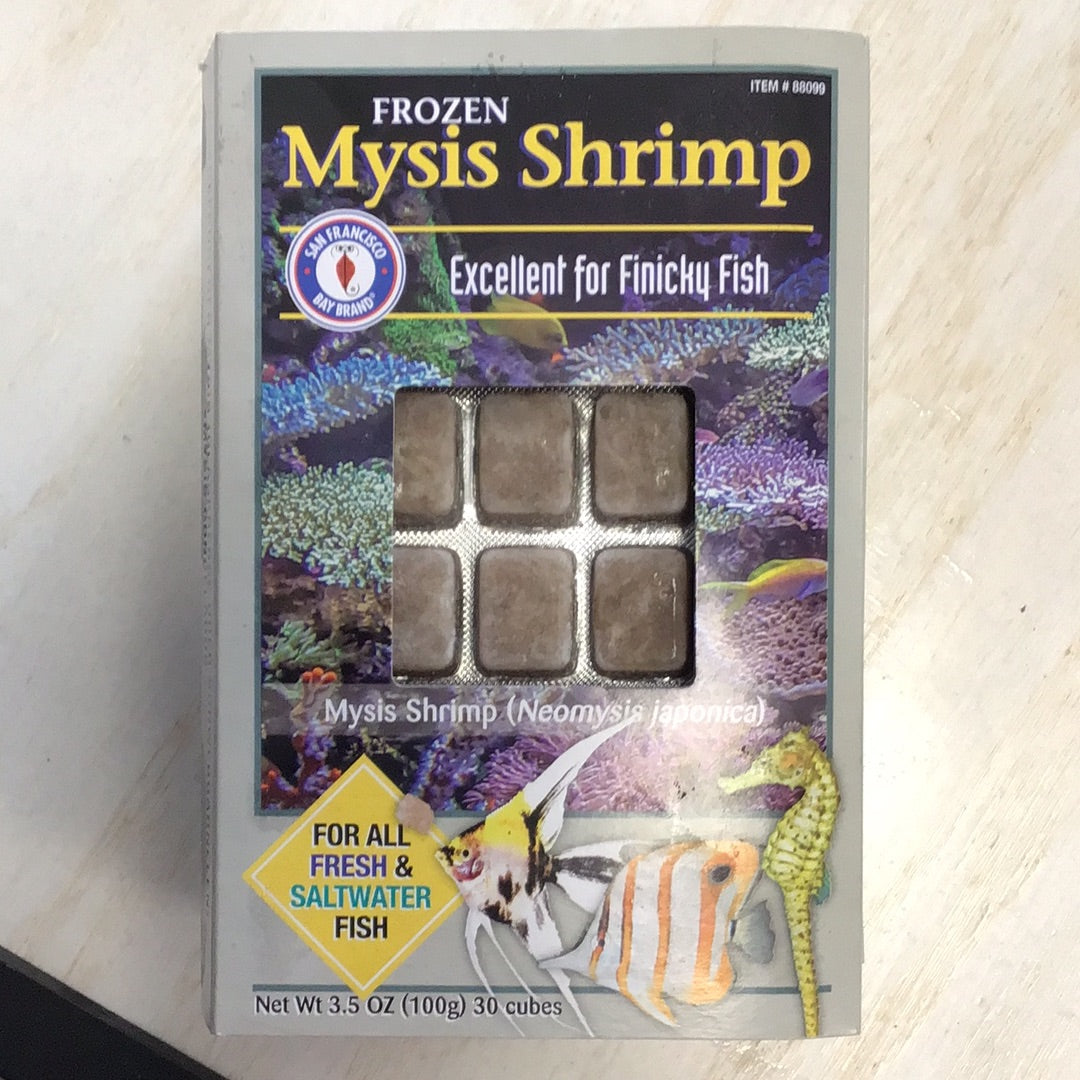 ITEM # 88099
FROZEN
Mysis Shrimp
SAN FRANCISCO
BAY BRAND®
Excellent for Finicky Fish
Mysis Shrimp (Neomysis japonica)
FOR ALL
FRESH &
SALTWATER
FISH
Net Wt 3.5 OZ (100g) 30 cubes